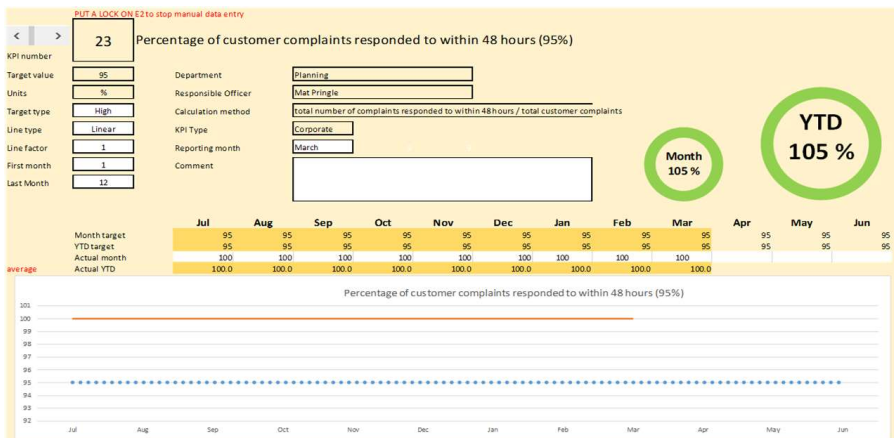 PUT A LOCK ON E2 to stop manual data entry
< >
23
Percentage of customer complaints responded to within 48 hours (95%)
KPI number
Target value 95 Department Planning
Units % Responsible Officer Mat Pringle
Target type High Calculation method total number of complaints responded to within 48 hours / total customer complaints
Line type Linear KPI Type Corporate
Line factor 1 Reporting month March
First month 1 Comment
Last Month 12
Month
105 %
YTD
105 %
Jul Aug Sep Oct Nov Dec Jan Feb Mar Apr May Jun
Month target 95 95 95 95 95 95 95 95 95 95 95 95
YTD target 95 95 95 95 95 95 95 95 95 95 95 95
Actual month 100 100 100 100 100 100 100 100 100
average Actual YTD 100.0 100.0 100.0 100.0 100.0 100.0 100.0 100.0 100.0
Percentage of customer complaints responded to within 48 hours (95%)
101
100
99
98
97
96
95
94
93
92
Jul Aug Sep Oct Nov Dec Jan Feb Mar Apr May Jun